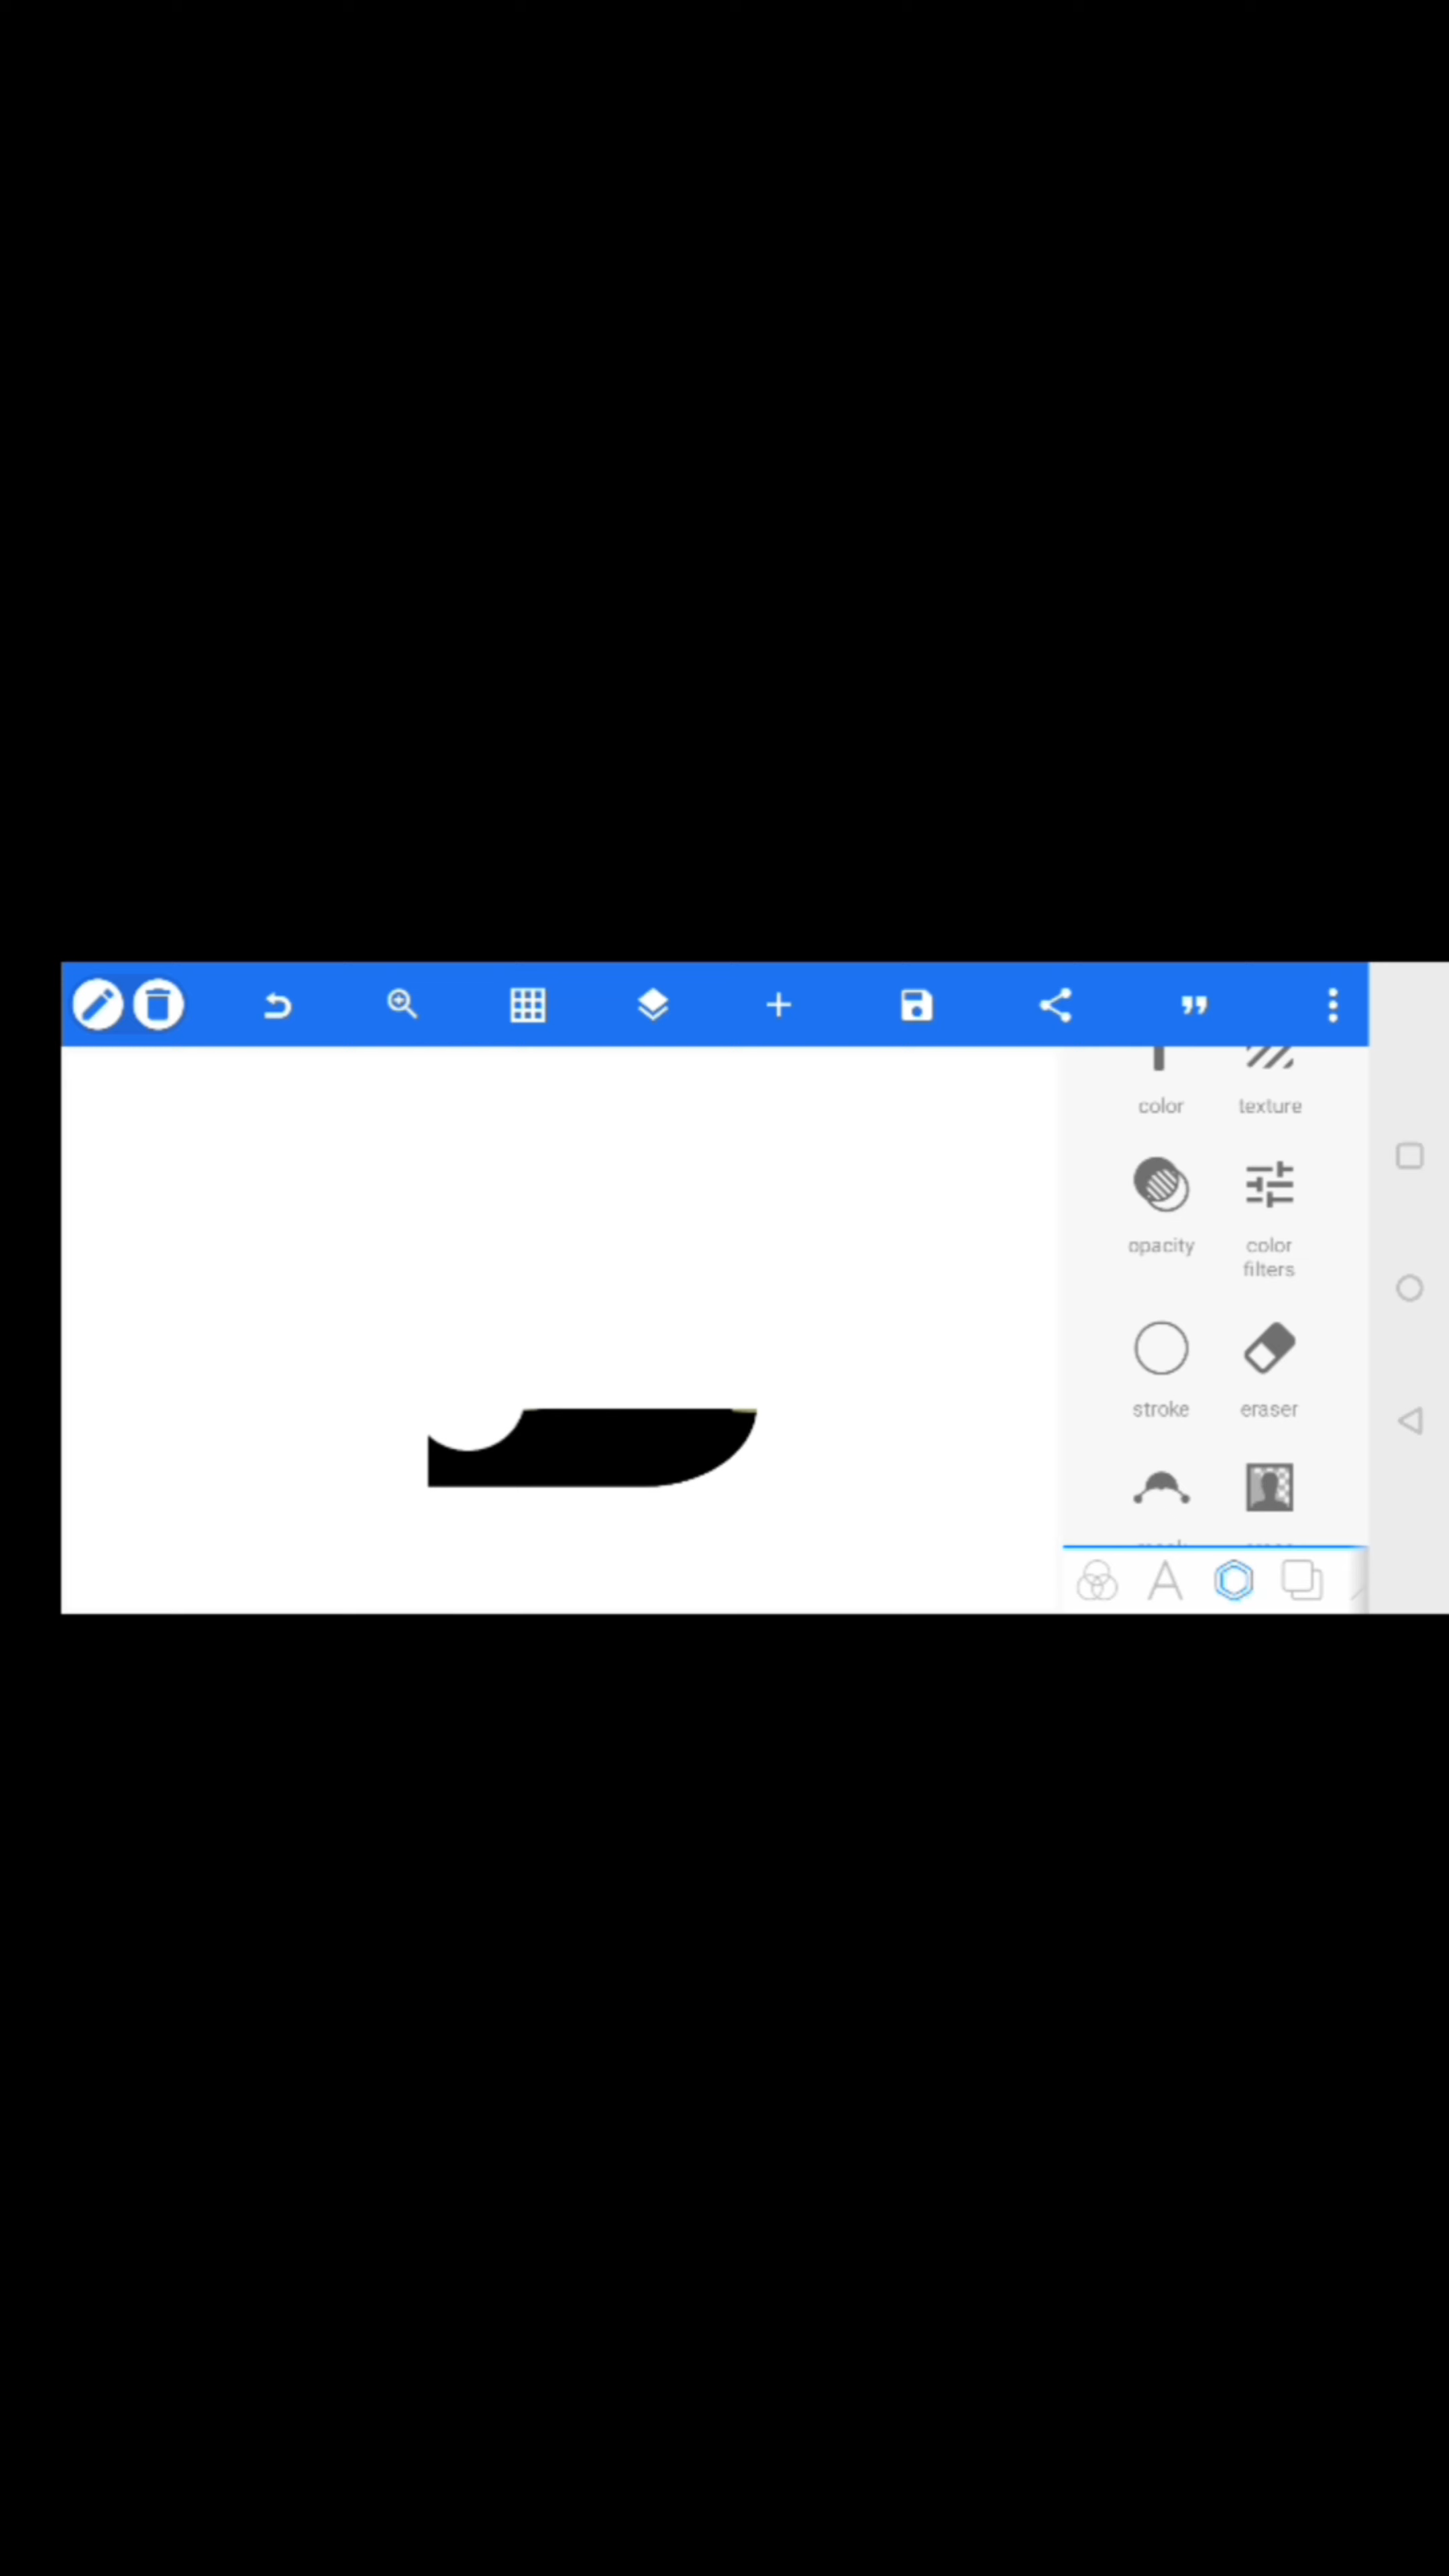 color texture
opacity color
filters
stroke eraser